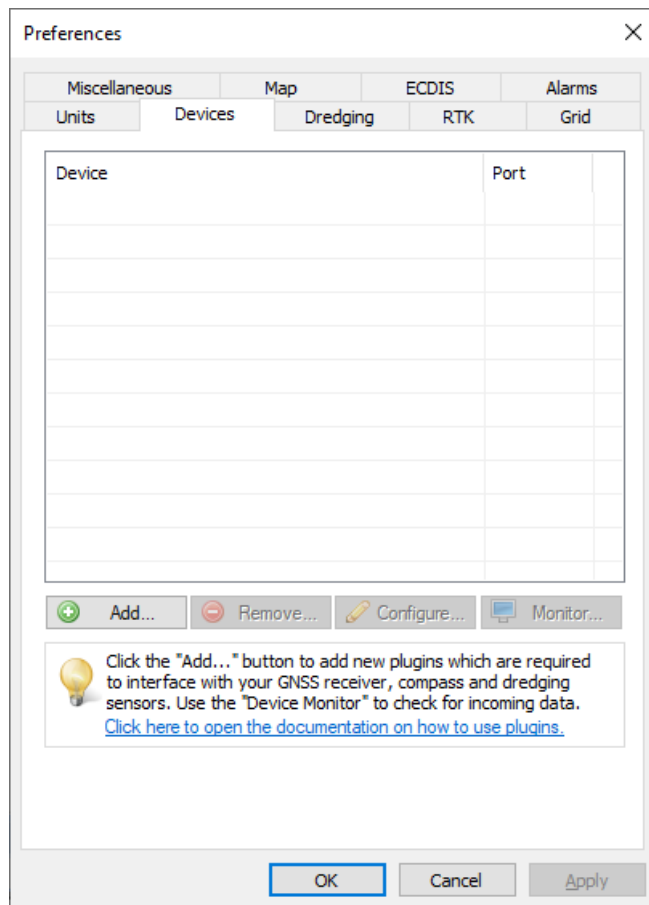 Preferences
Miscellaneous Map ECDIS Alarms
Units Devices Dredging RTK Grid
Device Port
Add... Remove... Configure... Monitor...
Click the "Add..." button to add new plugins which are required
to interface with your GNSS receiver, compass and dredging
sensors. Use the "Device Monitor" to check for incoming data.
Click here to open the documentation on how to use plugins.
OK Cancel Apply